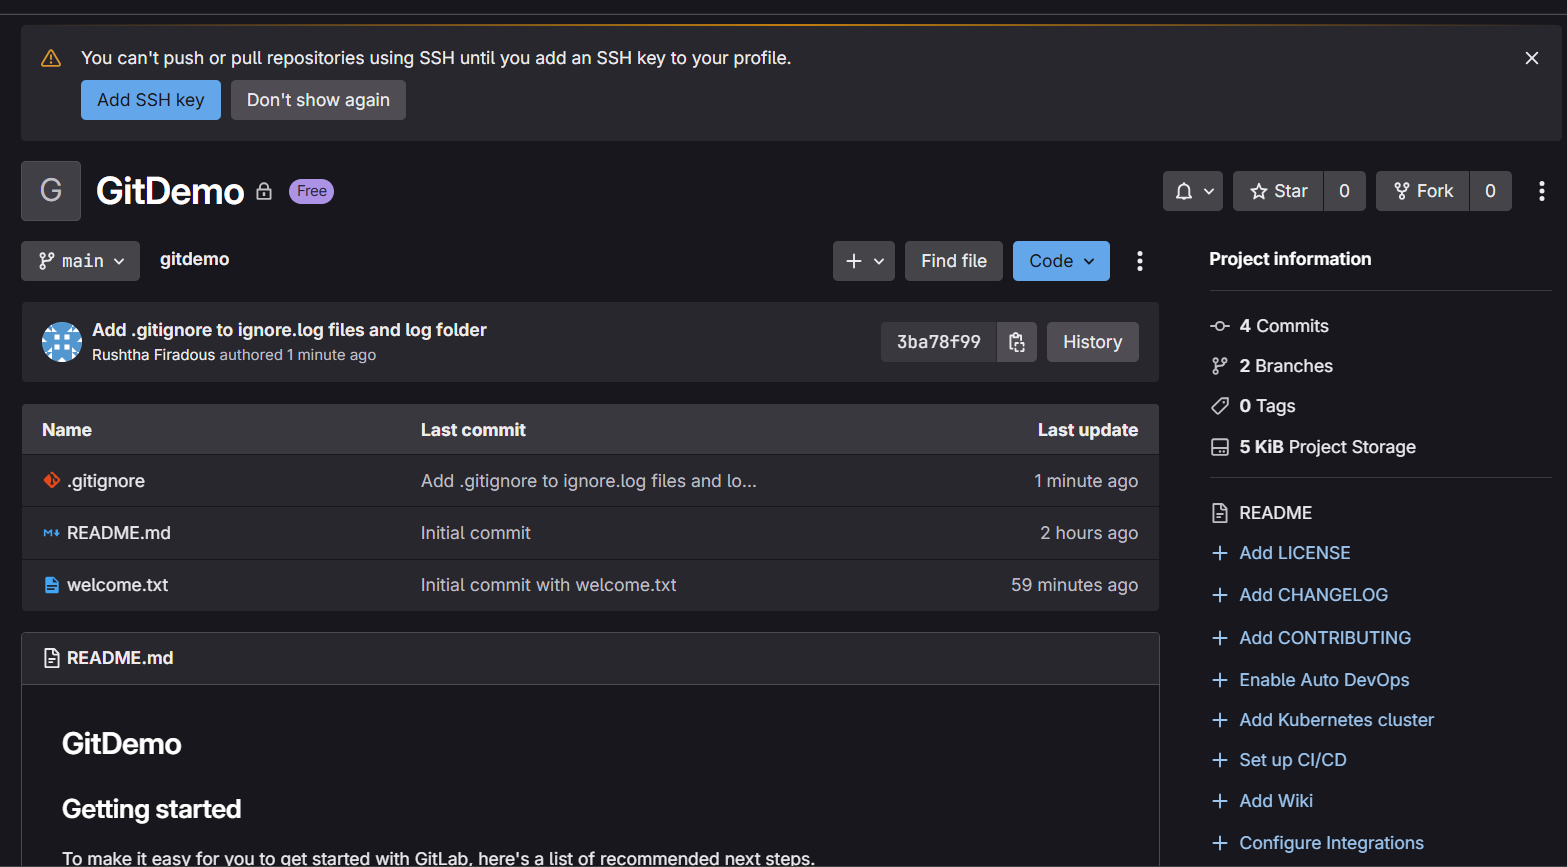 You can't push or pull repositories using SSH until you add an SSH key to your profile.
Add SSH key
Don't show again
G
GitDemo
Free
Star
0
Fork
0
main
gitdemo
Find file
Code
Add .gitignore to ignore.log files and log folder
Rushtha Firadous authored 1 minute ago
3ba78f99
History
Name
Last commit
Last update
.gitignore
Add .gitignore to ignore.log files and lo...
1 minute ago
README.md
Initial commit
2 hours ago
welcome.txt
Initial commit with welcome.txt
59 minutes ago
README.md
GitDemo
Getting started
To make it easy for you to get started with GitLab, here's a list of recommended next steps.
Project information
4 Commits
2 Branches
0 Tags
5 KiB Project Storage
README
Add LICENSE
Add CHANGELOG
Add CONTRIBUTING
Enable Auto DevOps
Add Kubernetes cluster
Set up CI/CD
Add Wiki
Configure Integrations